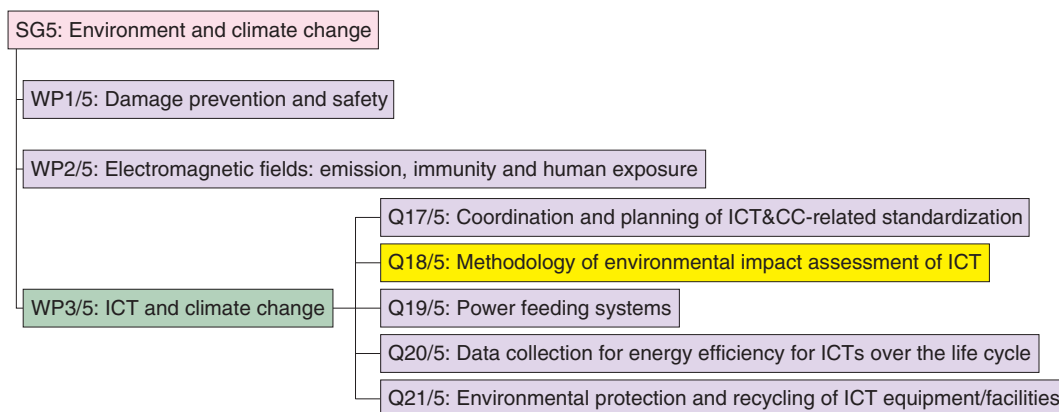 SG5: Environment and climate change
WP1/5: Damage prevention and safety
WP2/5: Electromagnetic fields: emission, immunity and human exposure
Q17/5: Coordination and planning of ICT&CC-related standardization
Q18/5: Methodology of environmental impact assessment of ICT
WP3/5: ICT and climate change
Q19/5: Power feeding systems
Q20/5: Data collection for energy efficiency for ICTs over the life cycle
Q21/5: Environmental protection and recycling of ICT equipment/facilities